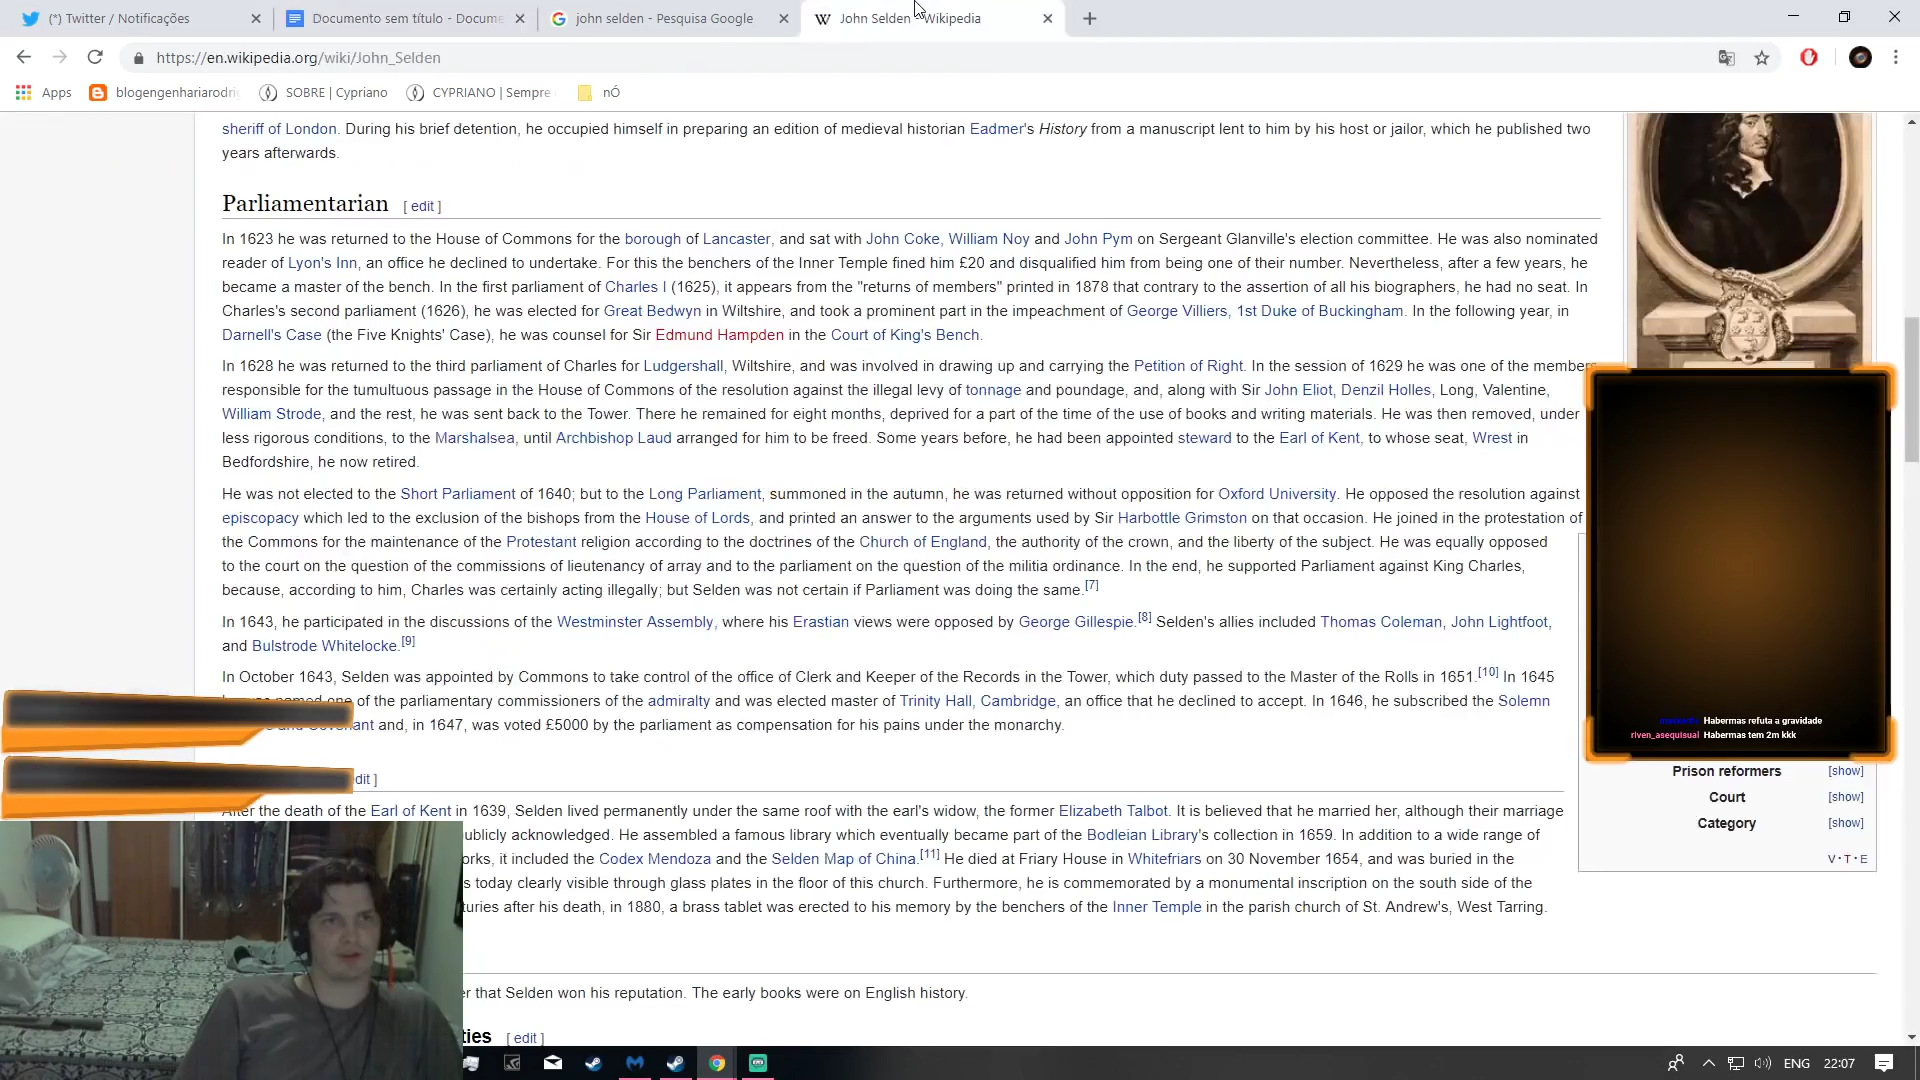 (*) Twitter / Notificações
Documento sem título - Docume
john selden - Pesquisa Google
John Selden - Wikipedia
https://en.wikipedia.org/wiki/John_Selden
Apps
blogengenhariarodri
SOBRE | Cypriano
CYPRIANO | Sempre
nÓ
sheriff of London. During his brief detention, he occupied himself in preparing an edition of medieval historian Eadmer's History from a manuscript lent to him by his host or jailor, which he published two
years afterwards.
Parliamentarian [ edit ]
In 1623 he was returned to the House of Commons for the borough of Lancaster, and sat with John Coke, William Noy and John Pym on Sergeant Glanville's election committee. He was also nominated
reader of Lyon's Inn, an office he declined to undertake. For this the benchers of the Inner Temple fined him £20 and disqualified him from being one of their number. Nevertheless, after a few years, he
became a master of the bench. In the first parliament of Charles I (1625), it appears from the "returns of members" printed in 1878 that contrary to the assertion of all his biographers, he had no seat. In
Charles's second parliament (1626), he was elected for Great Bedwyn in Wiltshire, and took a prominent part in the impeachment of George Villiers, 1st Duke of Buckingham. In the following year, in
Darnell's Case (the Five Knights' Case), he was counsel for Sir Edmund Hampden in the Court of King's Bench.
In 1628 he was returned to the third parliament of Charles for Ludgershall, Wiltshire, and was involved in drawing up and carrying the Petition of Right. In the session of 1629 he was one of the members
responsible for the tumultuous passage in the House of Commons of the resolution against the illegal levy of tonnage and poundage, and, along with Sir John Eliot, Denzil Holles, Long, Valentine,
William Strode, and the rest, he was sent back to the Tower. There he remained for eight months, deprived for a part of the time of the use of books and writing materials. He was then removed, under
less rigorous conditions, to the Marshalsea, until Archbishop Laud arranged for him to be freed. Some years before, he had been appointed steward to the Earl of Kent, to whose seat, Wrest in
Bedfordshire, he now retired.
He was not elected to the Short Parliament of 1640; but to the Long Parliament, summoned in the autumn, he was returned without opposition for Oxford University. He opposed the resolution against
episcopacy which led to the exclusion of the bishops from the House of Lords, and printed an answer to the arguments used by Sir Harbottle Grimston on that occasion. He joined in the protestation of
the Commons for the maintenance of the Protestant religion according to the doctrines of the Church of England, the authority of the crown, and the liberty of the subject. He was equally opposed
to the court on the question of the commissions of lieutenancy of array and to the parliament on the question of the militia ordinance. In the end, he supported Parliament against King Charles,
because, according to him, Charles was certainly acting illegally; but Selden was not certain if Parliament was doing the same.[7]
In 1643, he participated in the discussions of the Westminster Assembly, where his Erastian views were opposed by George Gillespie.[8] Selden's allies included Thomas Coleman, John Lightfoot,
and Bulstrode Whitelocke.[9]
In October 1643, Selden was appointed by Commons to take control of the office of Clerk and Keeper of the Records in the Tower, which duty passed to the Master of the Rolls in 1651.[10] In 1645
one of the parliamentary commissioners of the admiralty and was elected master of Trinity Hall, Cambridge, an office that he declined to accept. In 1646, he subscribed the Solemn
and, in 1647, was voted £5000 by the parliament as compensation for his pains under the monarchy.
dit ]
After the death of the Earl of Kent in 1639, Selden lived permanently under the same roof with the earl's widow, the former Elizabeth Talbot. It is believed that he married her, although their marriage
ublicly acknowledged. He assembled a famous library which eventually became part of the Bodleian Library's collection in 1659. In addition to a wide range of
orks, it included the Codex Mendoza and the Selden Map of China.[11] He died at Friary House in Whitefriars on 30 November 1654, and was buried in the
s today clearly visible through glass plates in the floor of this church. Furthermore, he is commemorated by a monumental inscription on the south side of the
turies after his death, in 1880, a brass tablet was erected to his memory by the benchers of the Inner Temple in the parish church of St. Andrew's, West Tarring.
er that Selden won his reputation. The early books were on English history.
ties [ edit ]
Habermas refuta a gravidade
riven_asequisual Habermas tem 2m kkk
Prison reformers [show]
Court [show]
Category [show]
V·T·E
ENG 22:07